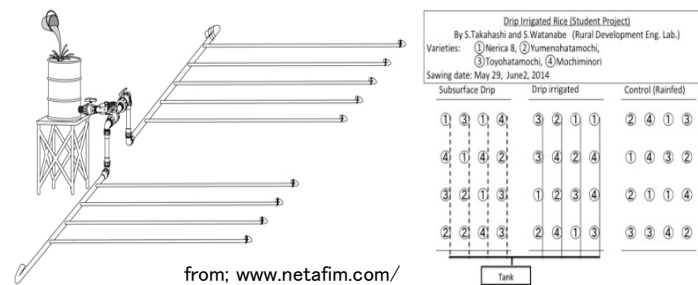 from; www.netafim.com/
Drip Irrigated Rice (Student Project)
By S.Takahashi and S.Watanabe (Rural Development Eng. Lab.)
Varieties: ①Nerica 8, ②Yumenohatamochi,
③Toyohatamochi, ④Mochiminori
Sawing date: May 29, June2, 2014
Subsurface Drip Drip irrigated Control (Rainfed)
① ③ ① ④ ③ ② ① ① ② ④ ① ③
④ ① ④ ② ③ ④ ② ④ ① ④ ③ ②
③ ② ① ③ ① ② ③ ④ ② ① ① ④
② ② ④ ③ ② ④ ① ③ ③ ③ ④ ②
Tank